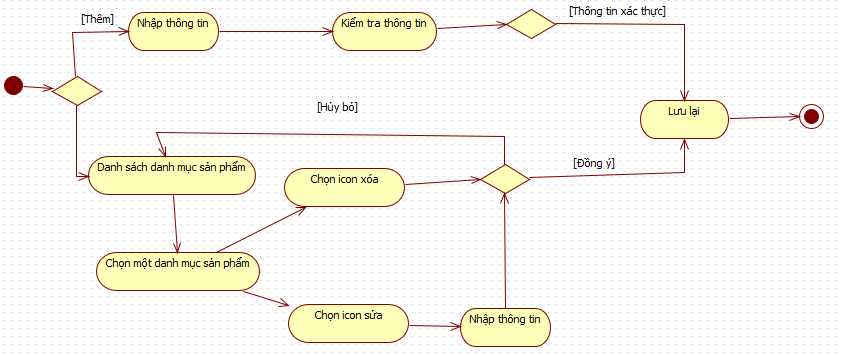 [Thêm]
Nhập thông tin
Kiểm tra thông tin
[Thông tin xác thực]
[Hủy bỏ]
Lưu lại
Danh sách danh mục sản phẩm
Chọn icon xóa
[Đồng ý]
Chọn một danh mục sản phẩm
Chọn icon sửa
Nhập thông tin